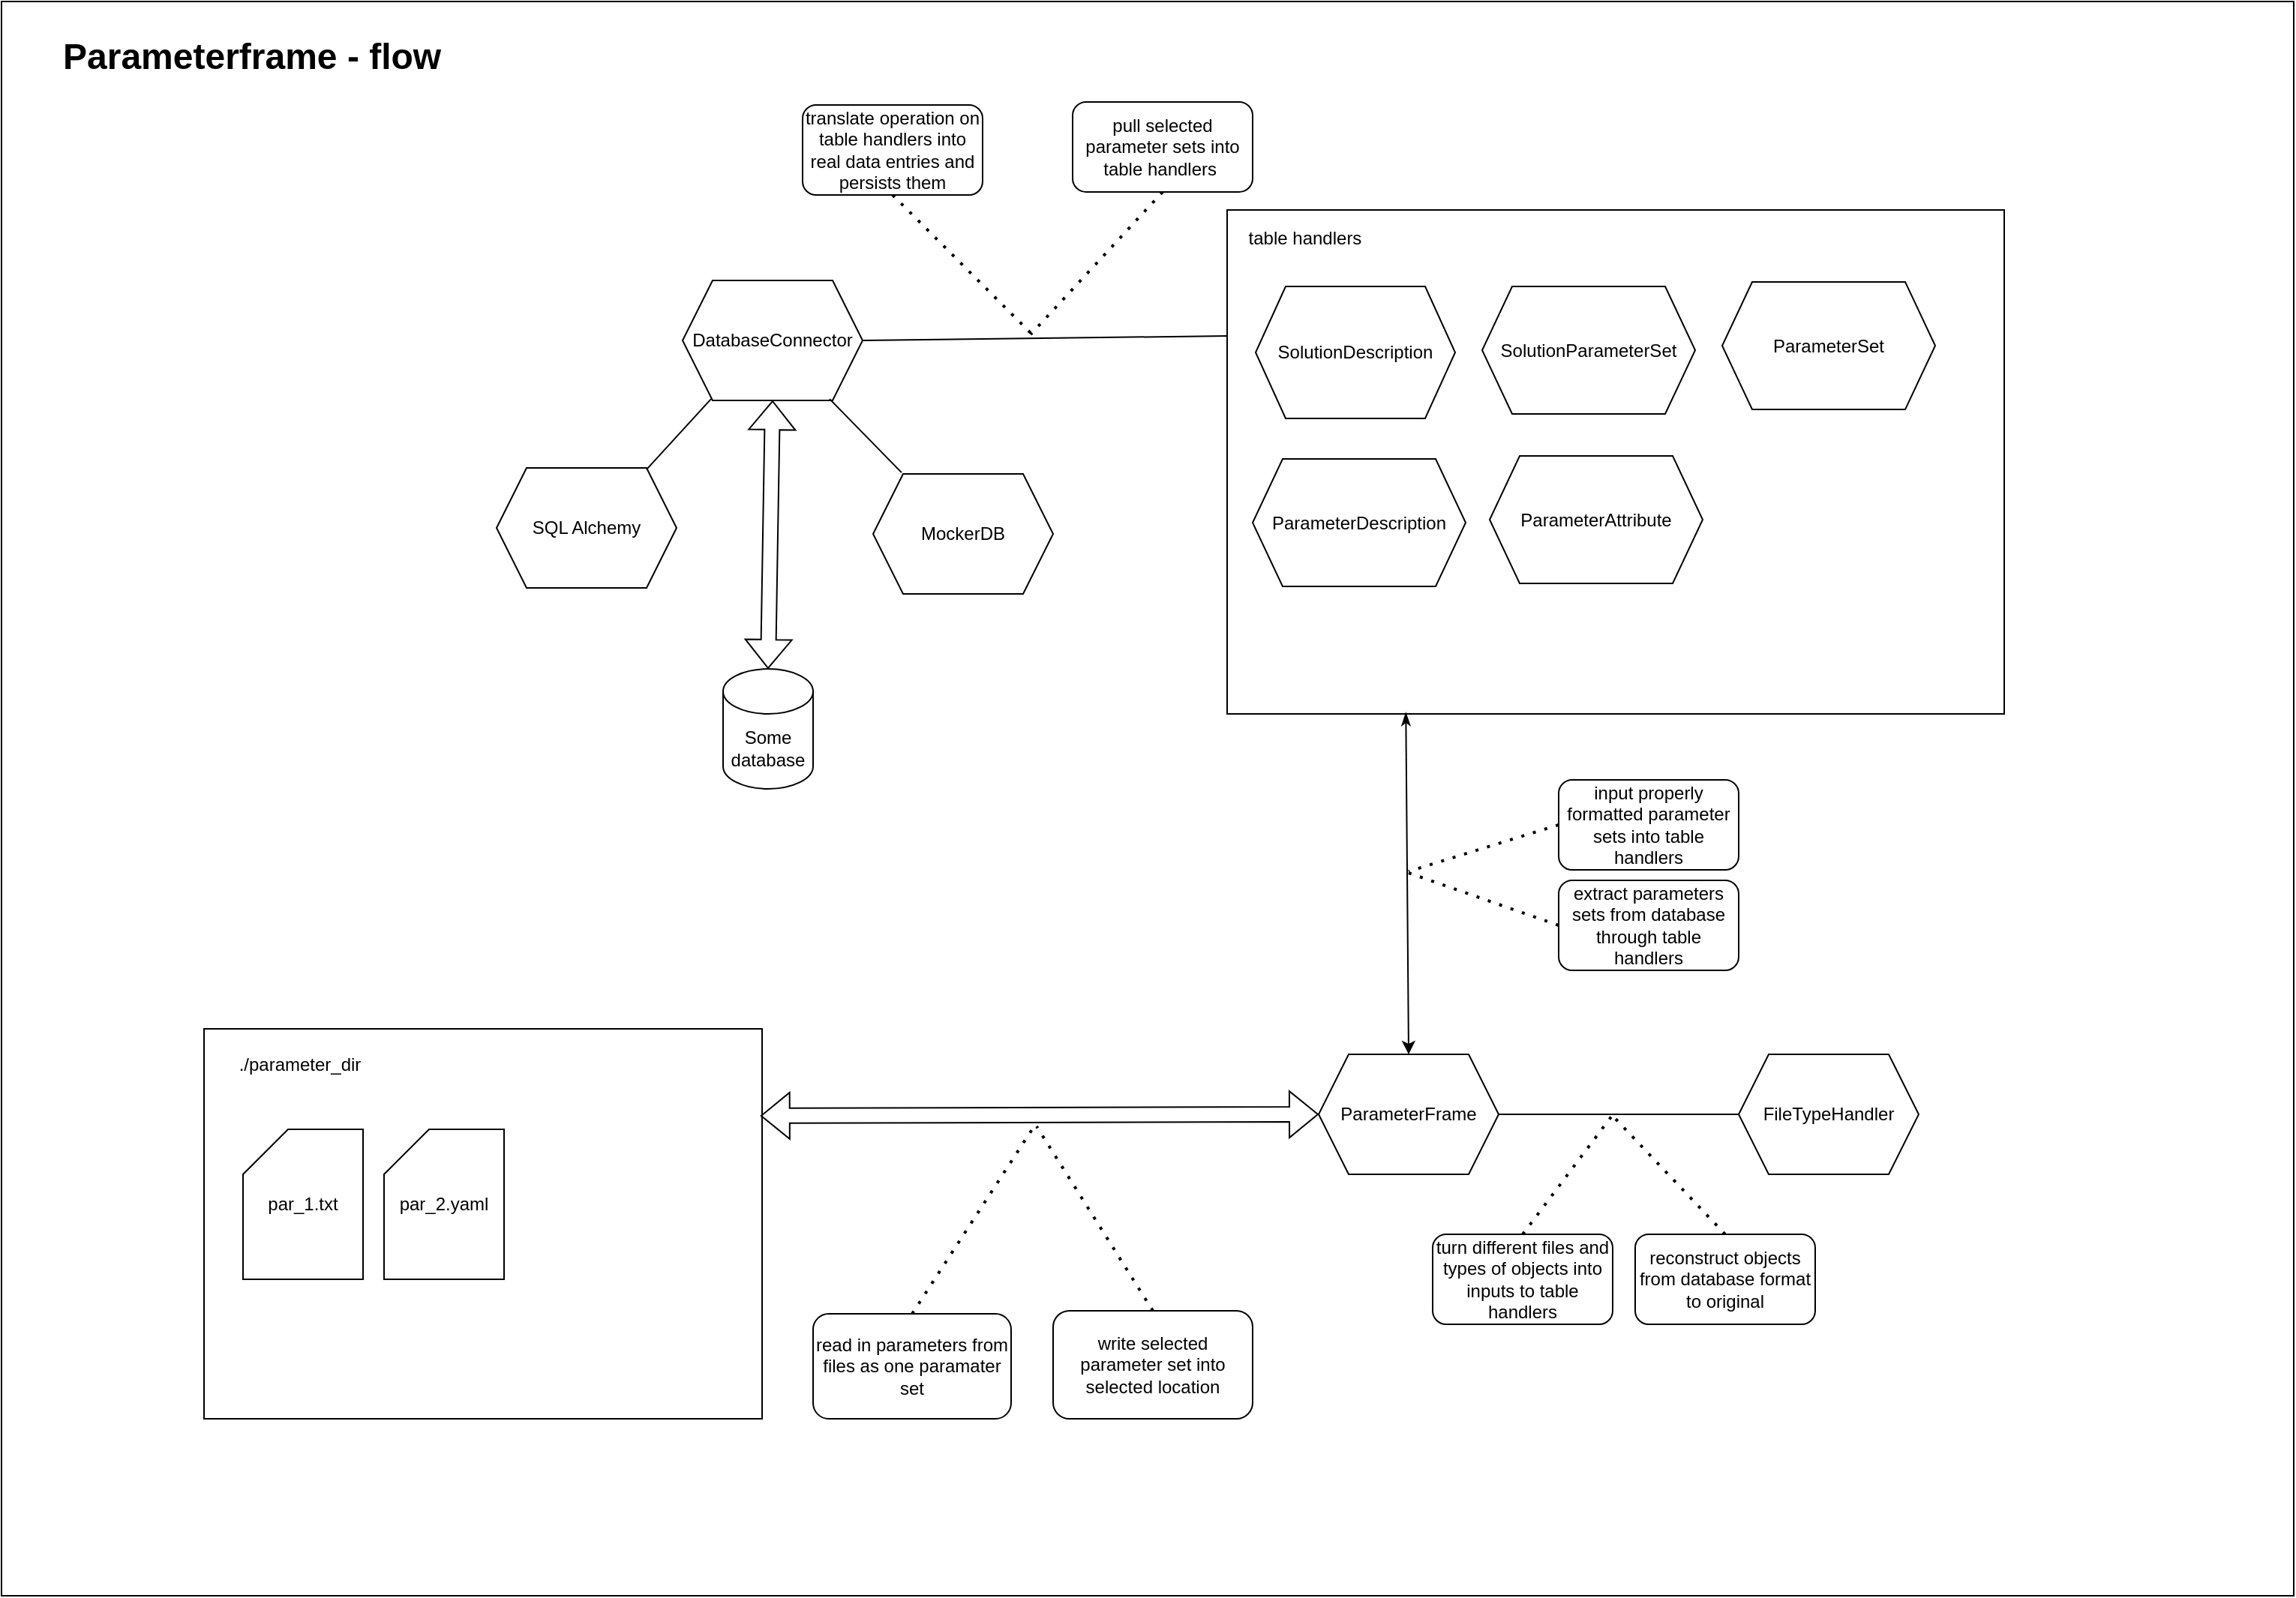 Parameterframe - flow
translate operation on
table handlers into
real data entries and
persists them
pull selected
parameter sets into
table handlers
table handlers
DatabaseConnector
SolutionDescription
SolutionParameterSet
ParameterSet
SQL Alchemy
MockerDB
ParameterDescription
ParameterAttribute
Some
database
input properly
formatted parameter
sets into table
handlers
extract parameters
sets from database
through table
handlers
./parameter_dir
par_1.txt
par_2.yaml
ParameterFrame
FileTypeHandler
turn different files and
types of objects into
inputs to table
handlers
reconstruct objects
from database format
to original
read in parameters from
files as one paramater
set
write selected
parameter set into
selected location